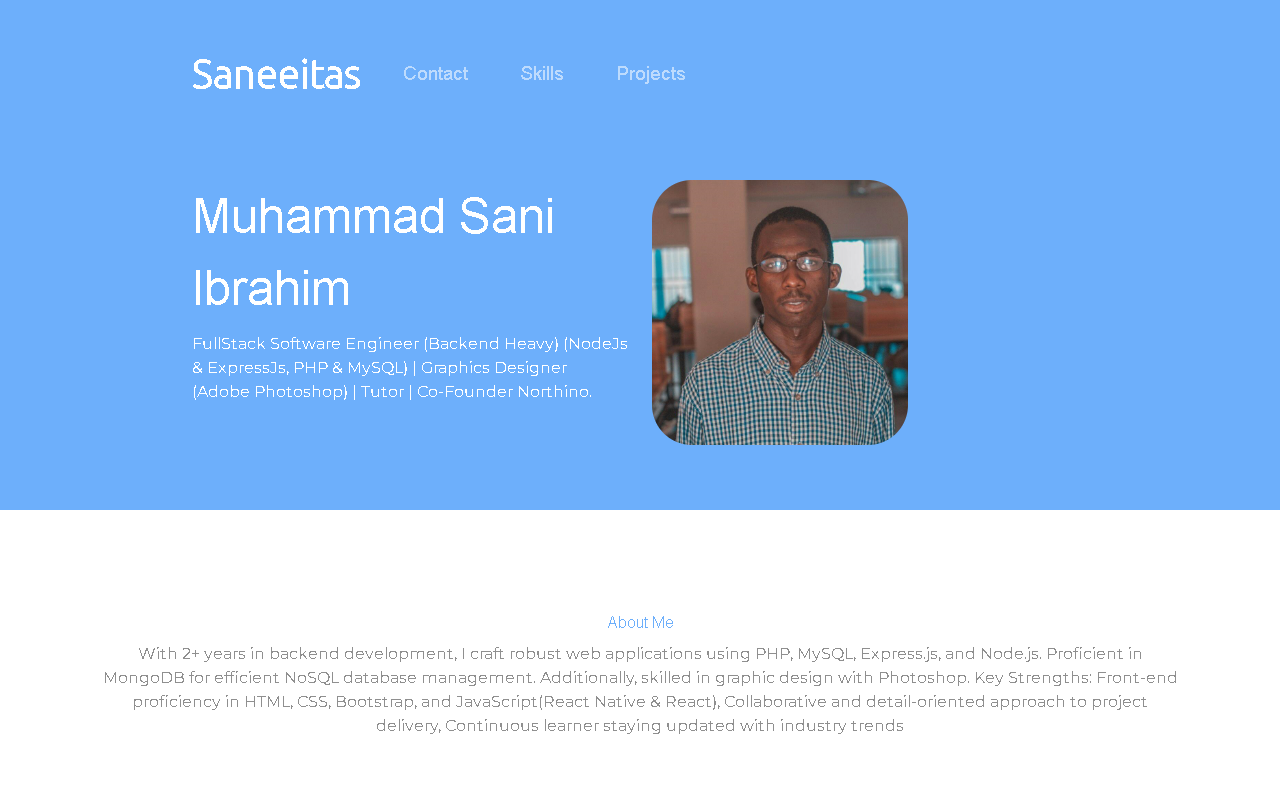 Saneeitas
Contact
Skills
Projects
Muhammad Sani
Ibrahim
FullStack Software Engineer (Backend Heavy) (NodeJs
& ExpressJs, PHP & MySQL) | Graphics Designer
(Adobe Photoshop) | Tutor | Co-Founder Northino.
About Me
With 2+ years in backend development, I craft robust web applications using PHP, MySQL, Express.js, and Node.js. Proficient in
MongoDB for efficient NoSQL database management. Additionally, skilled in graphic design with Photoshop. Key Strengths: Front-end
proficiency in HTML, CSS, Bootstrap, and JavaScript(React Native & React), Collaborative and detail-oriented approach to project
delivery, Continuous learner staying updated with industry trends